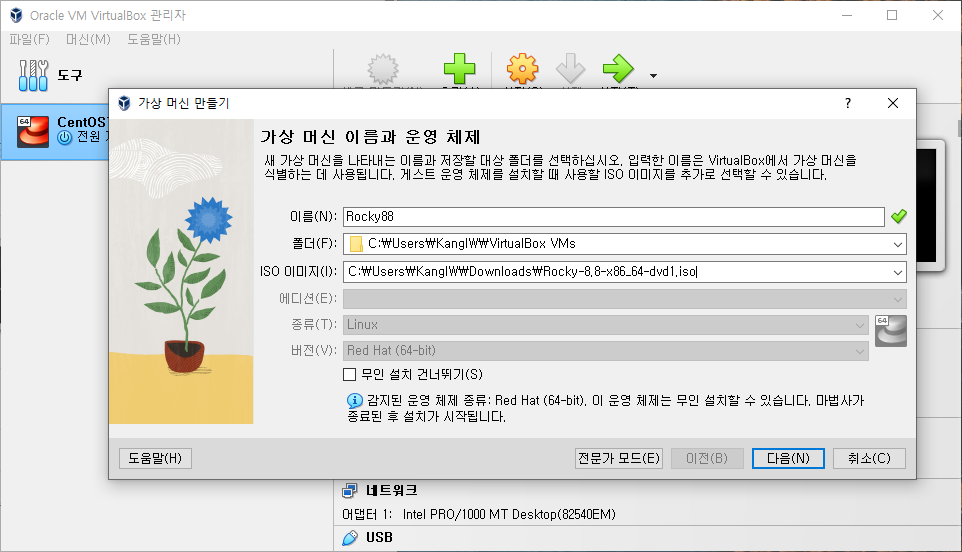 Oracle VM VirtualBox 관리자
파일(F) 머신(M) 도움말(H)
도구
64
CentOS
전원
가상 머신 만들기
?
가상 머신 이름과 운영 체제
새 가상 머신을 나타내는 이름과 저장할 대상 폴더를 선택하십시오. 입력한 이름은 VirtualBox에서 가상 머신을
식별하는 데 사용됩니다. 게스트 운영 체제를 설치할 때 사용할 ISO 이미지를 추가로 선택할 수 있습니다.
이름(N): Rocky88
폴더(F): C:₩Users₩KangIW₩VirtualBox VMs
ISO 이미지(I): C:₩Users₩KangIW₩Downloads₩Rocky-8.8-x86_64-dvd1.iso
에디션(E):
종류(T): Linux
64
버전(V): Red Hat (64-bit)
무인 설치 건너뛰기(S)
감지된 운영 체제 종류: Red Hat (64-bit). 이 운영 체제는 무인 설치할 수 있습니다. 마법사가
종료된 후 설치가 시작됩니다.
도움말(H) 전문가 모드(E) 이전(B) 다음(N) 취소(C)
네트워크
어댑터 1: Intel PRO/1000 MT Desktop(82540EM)
USB